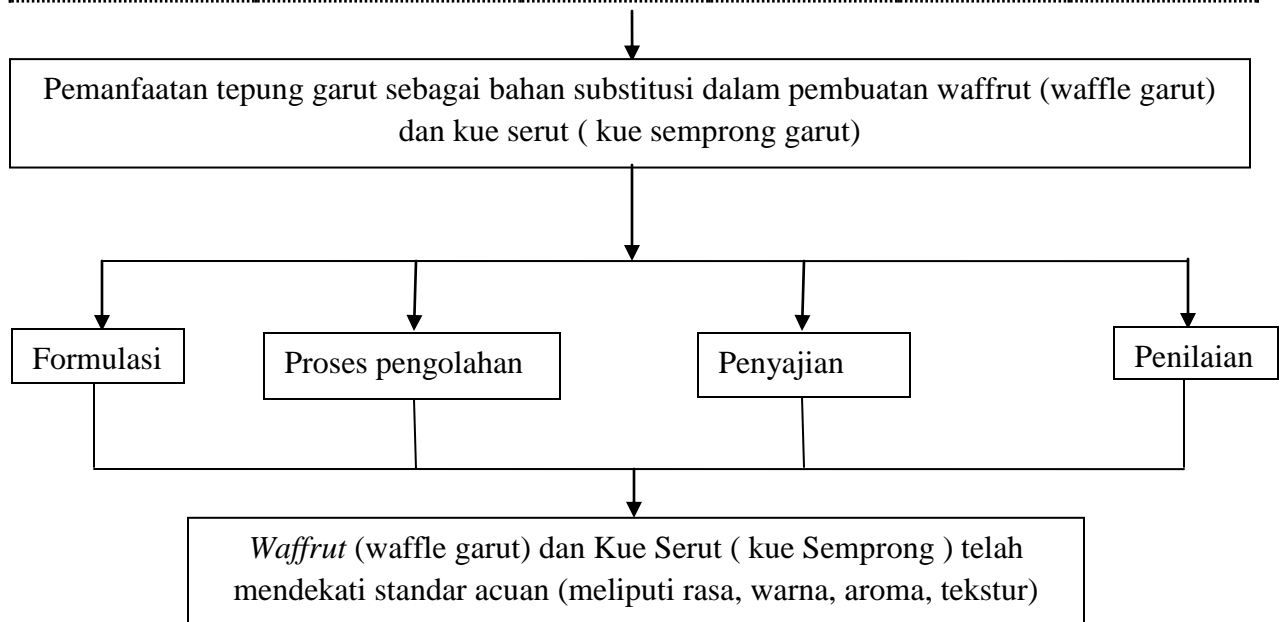 Pemanfaatan tepung garut sebagai bahan substitusi dalam pembuatan waffrut (waffle garut)
dan kue serut ( kue semprong garut)
Formulasi
Proses pengolahan
Penyajian
Penilaian
Waffrut (waffle garut) dan Kue Serut ( kue Semprong ) telah
mendekati standar acuan (meliputi rasa, warna, aroma, tekstur)